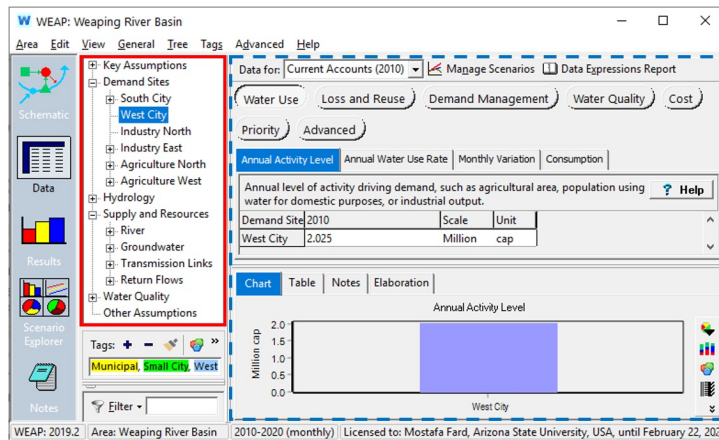 WEAP: Weaping River Basin
Area Edit View General Tree Tags Advanced Help
Schematic
Data
Results
Scenario Explorer
Notes
Key Assumptions
Demand Sites
South City
West City
Industry North
Industry East
Agriculture North
Agriculture West
Hydrology
Supply and Resources
River
Groundwater
Transmission Links
Return Flows
Water Quality
Other Assumptions
Tags: + − »
Municipal, Small City, West
Filter
Data for: Current Accounts (2010) Manage Scenarios Data Expressions Report
Water Use Loss and Reuse Demand Management Water Quality Cost
Priority Advanced
Annual Activity Level Annual Water Use Rate Monthly Variation Consumption
Annual level of activity driving demand, such as agricultural area, population using
water for domestic purposes, or industrial output.
? Help
Demand Site 2010 Scale Unit
West City 2.025 Million cap
Chart Table Notes Elaboration
Annual Activity Level
Million cap
2.0
1.5
1.0
0.5
0.0
West City
WEAP: 2019.2 Area: Weaping River Basin 2010-2020 (monthly) Licensed to: Mostafa Fard, Arizona State University, USA, until February 22, 202